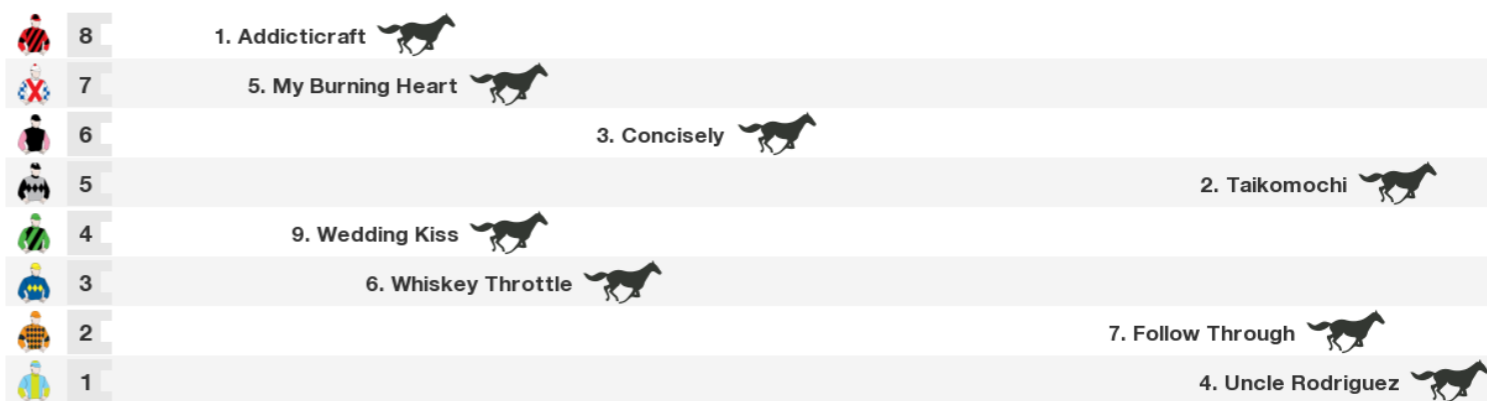 8 1. Addicticraft
7 5. My Burning Heart
6 3. Concisely
5 2. Taikomochi
4 9. Wedding Kiss
3 6. Whiskey Throttle
2 7. Follow Through
1 4. Uncle Rodriguez